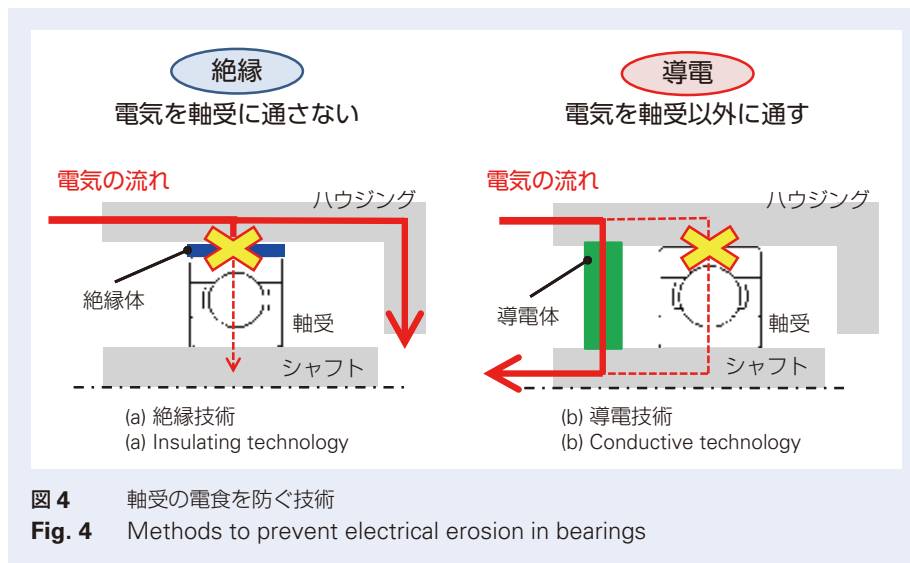 絶縁
電気を軸受に通さない
電気の流れ
ハウジング
絶縁体
軸受
シャフト
(a) 絶縁技術
(a) Insulating technology
導電
電気を軸受以外に通す
電気の流れ
ハウジング
導電体
軸受
シャフト
(b) 導電技術
(b) Conductive technology
図 4 軸受の電食を防ぐ技術
Fig. 4 Methods to prevent electrical erosion in bearings